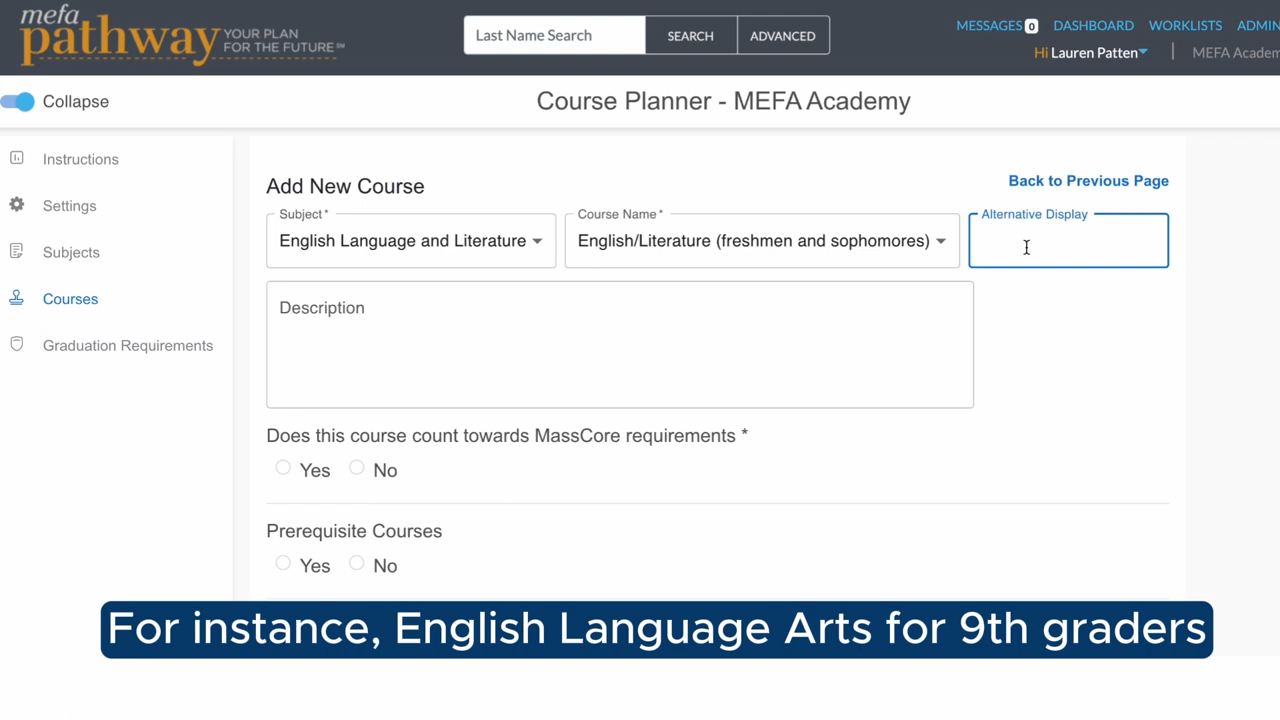 mefa
pathway YOUR PLAN FOR THE FUTURE℠
Last Name Search SEARCH ADVANCED
MESSAGES 0 DASHBOARD WORKLISTS ADMIN
Hi Lauren Patten | MEFA Academ
Collapse
Course Planner - MEFA Academy
Instructions
Settings
Subjects
Courses
Graduation Requirements
Add New Course
Back to Previous Page
Subject * Course Name * Alternative Display
English Language and Literature English/Literature (freshmen and sophomores)
Description
Does this course count towards MassCore requirements *
Yes No
Prerequisite Courses
Yes No
For instance, English Language Arts for 9th graders